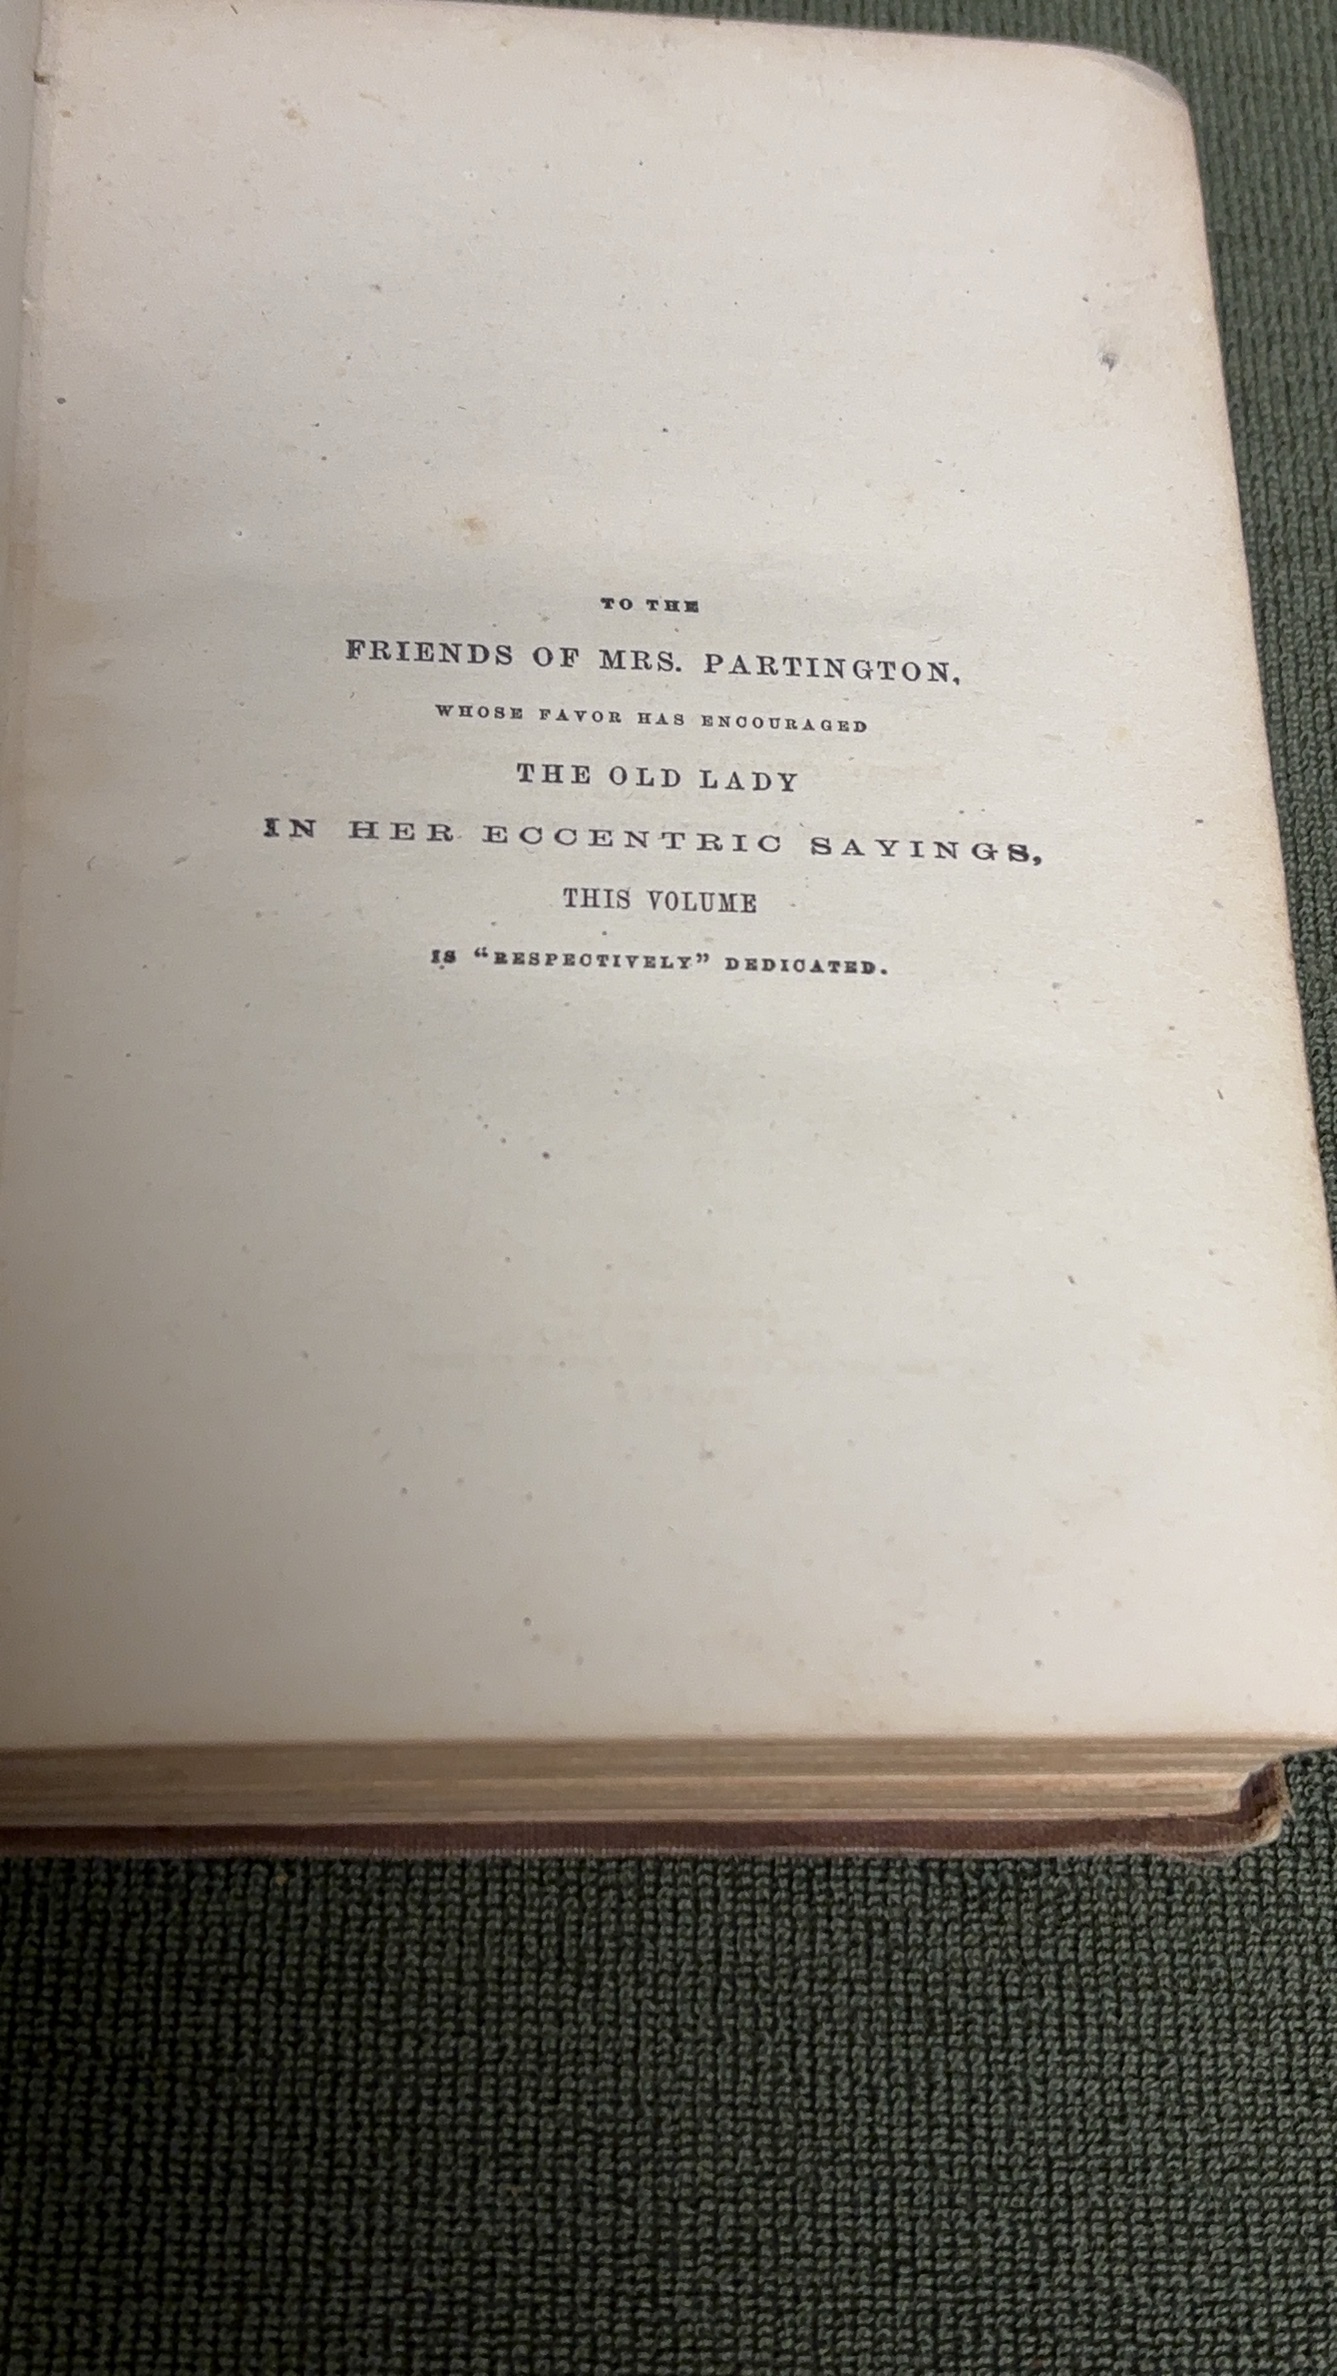 TO THE
FRIENDS OF MRS. PARTINGTON,
WHOSE FAVOR HAS ENCOURAGED
THE OLD LADY
IN HER ECCENTRIC SAYINGS,
THIS VOLUME
IS “RESPECTIVELY” DEDICATED.